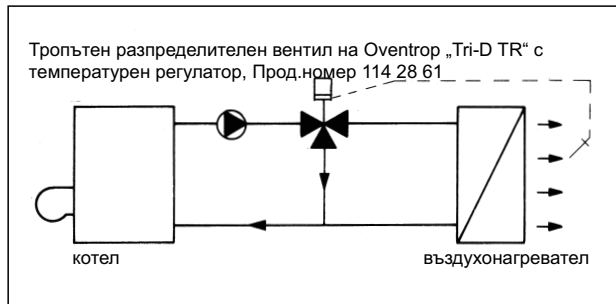 Тропътен разпределителен вентил на Oventrop „Tri-D TR“ с
температурен регулатор, Прод.номер 114 28 61
котел
въздухонагревател